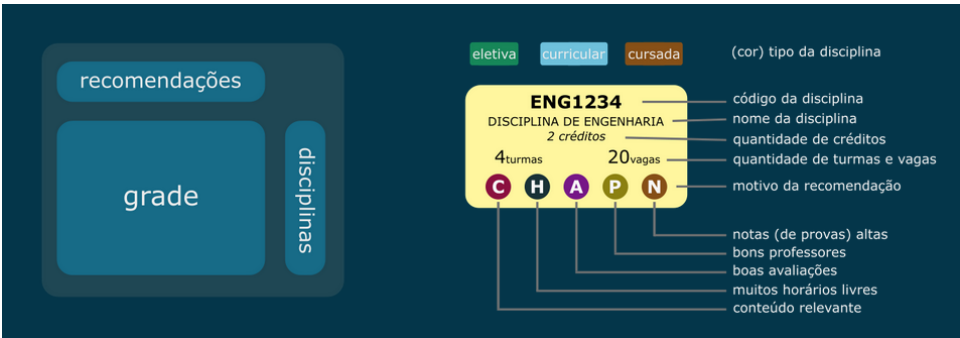 recomendações
grade
disciplinas
eletiva
curricular
cursada
(cor) tipo da disciplina
ENG1234
DISCIPLINA DE ENGENHARIA
2 créditos
4turmas
20vagas
C H A P N
código da disciplina
nome da disciplina
quantidade de créditos
quantidade de turmas e vagas
motivo da recomendação
notas (de provas) altas
bons professores
boas avaliações
muitos horários livres
conteúdo relevante